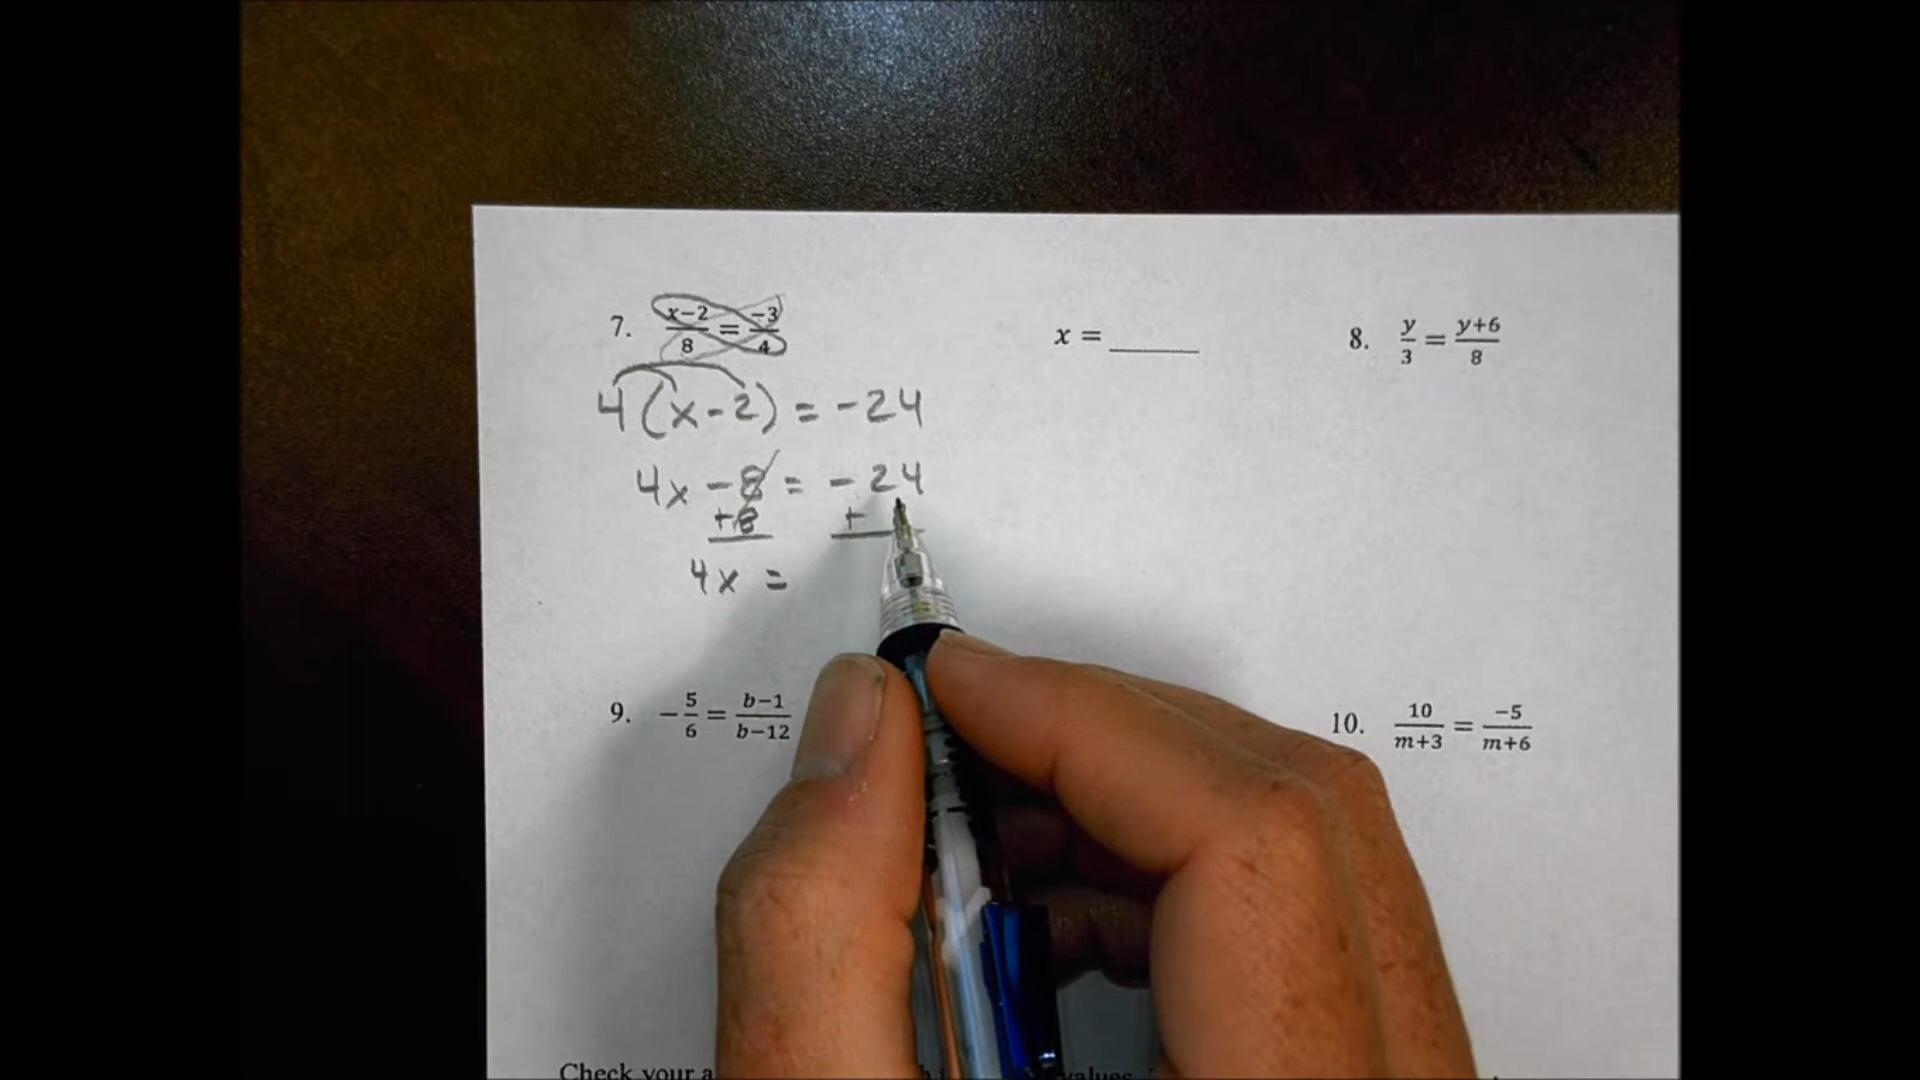 7. x−2/8 = −3/4
x = ______
8. y/3 = y+6/8
4(x-2) = -24
4x - 8 = -24
+8 +
4x =
9. −5/6 = b−1/b−12
10. 10/m+3 = −5/m+6
Check your
values.